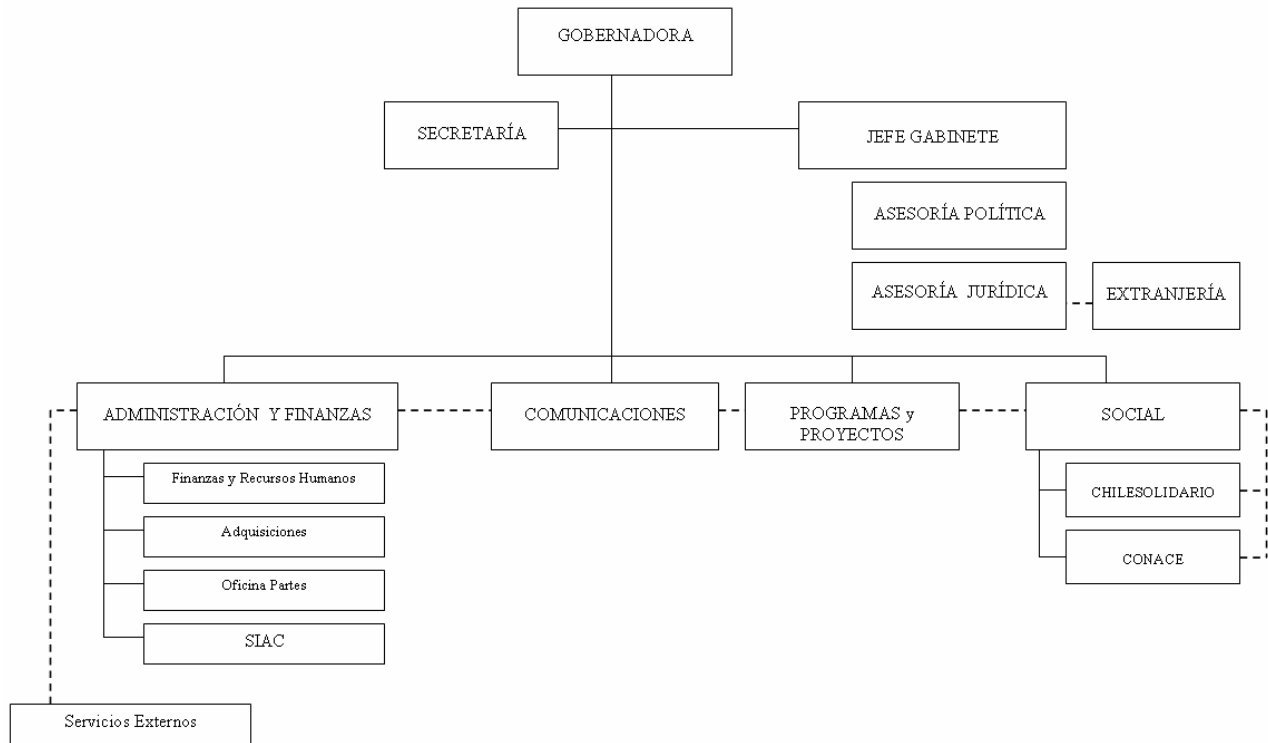 GOBERNADORA
SECRETARÍA
JEFE GABINETE
ASESORÍA POLÍTICA
ASESORÍA JURÍDICA
EXTRANJERÍA
ADMINISTRACIÓN Y FINANZAS
COMUNICACIONES
PROGRAMAS y
PROYECTOS
SOCIAL
Finanzas y Recursos Humanos
Adquisiciones
Oficina Partes
SIAC
CHILESOLIDARIO
CONACE
Servicios Externos